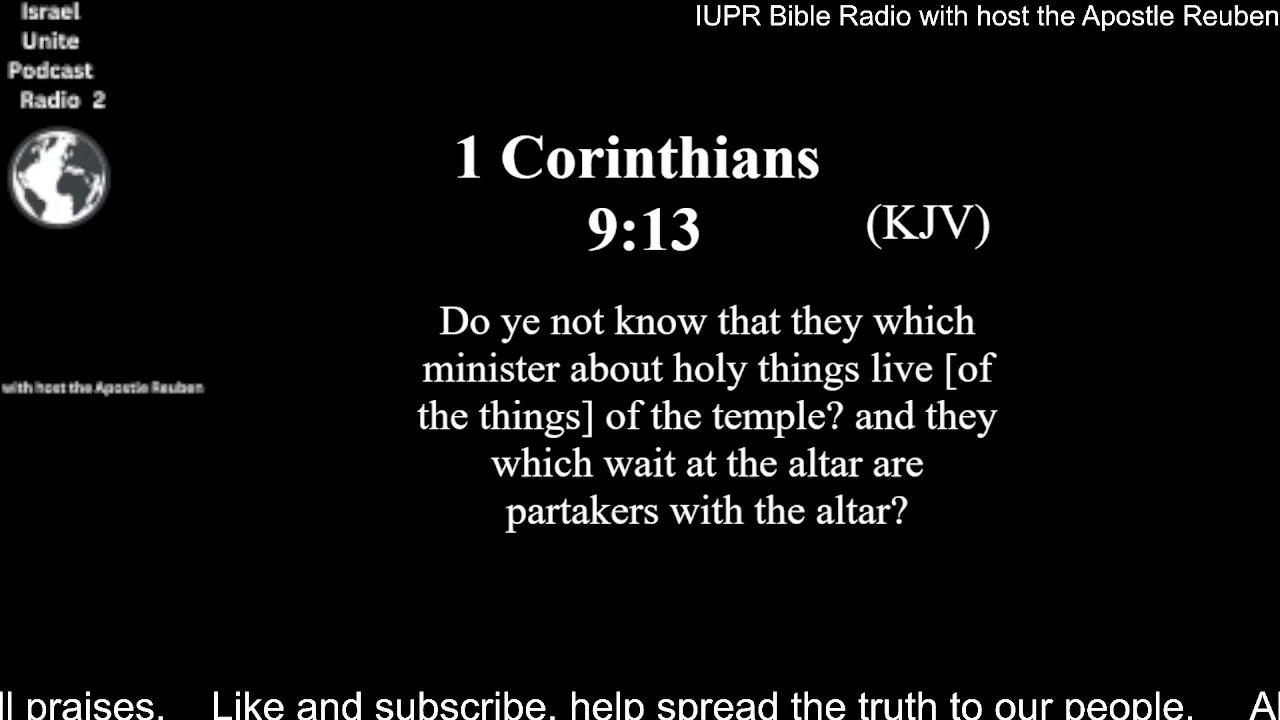 Israel
Unite
Podcast
Radio 2
IUPR Bible Radio with host the Apostle Reuben
1 Corinthians
9:13
(KJV)
Do ye not know that they which
minister about holy things live [of
the things] of the temple? and they
which wait at the altar are
partakers with the altar?
with host the Apostle Reuben
ll praises. Like and subscribe, help spread the truth to our people. A